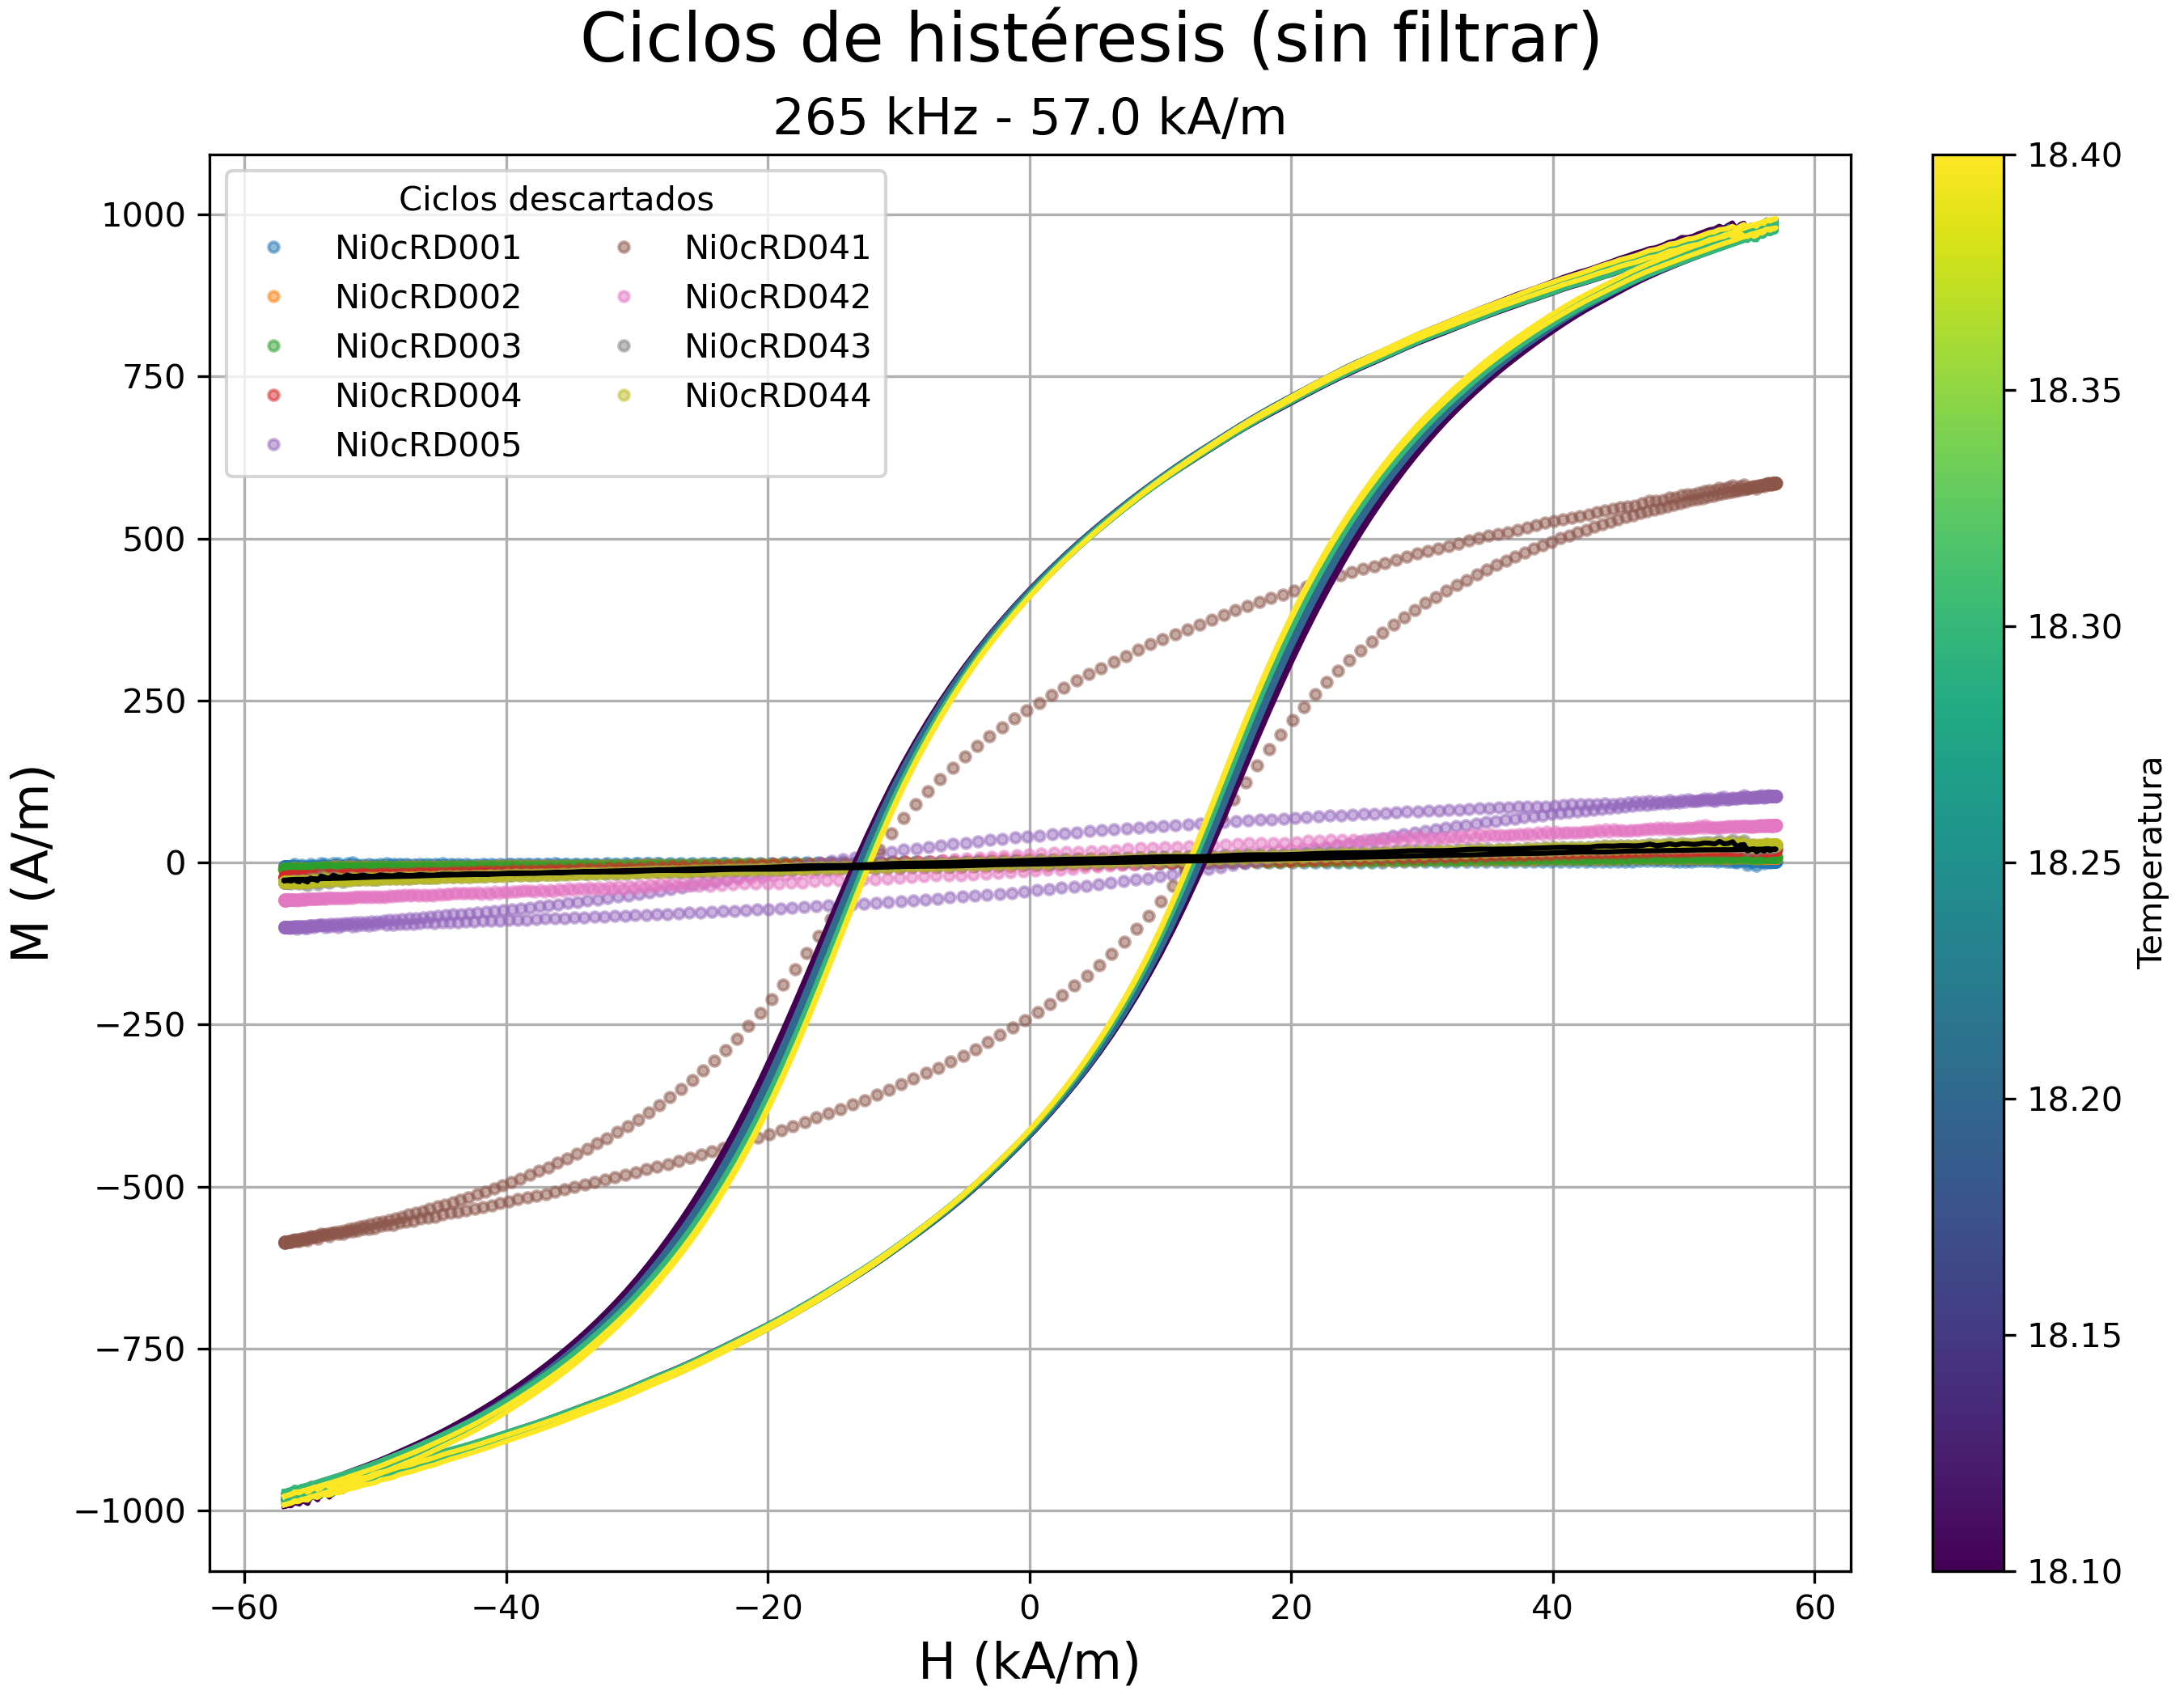 Ciclos de histéresis (sin filtrar)
265 kHz - 57.0 kA/m
Ciclos descartados
Ni0cRD001
Ni0cRD002
Ni0cRD003
Ni0cRD004
Ni0cRD005
Ni0cRD041
Ni0cRD042
Ni0cRD043
Ni0cRD044
M (A/m)
1000
750
500
250
0
−250
−500
−750
−1000
−60
−40
−20
0
20
40
60
H (kA/m)
18.40
18.35
18.30
18.25
18.20
18.15
18.10
Temperatura